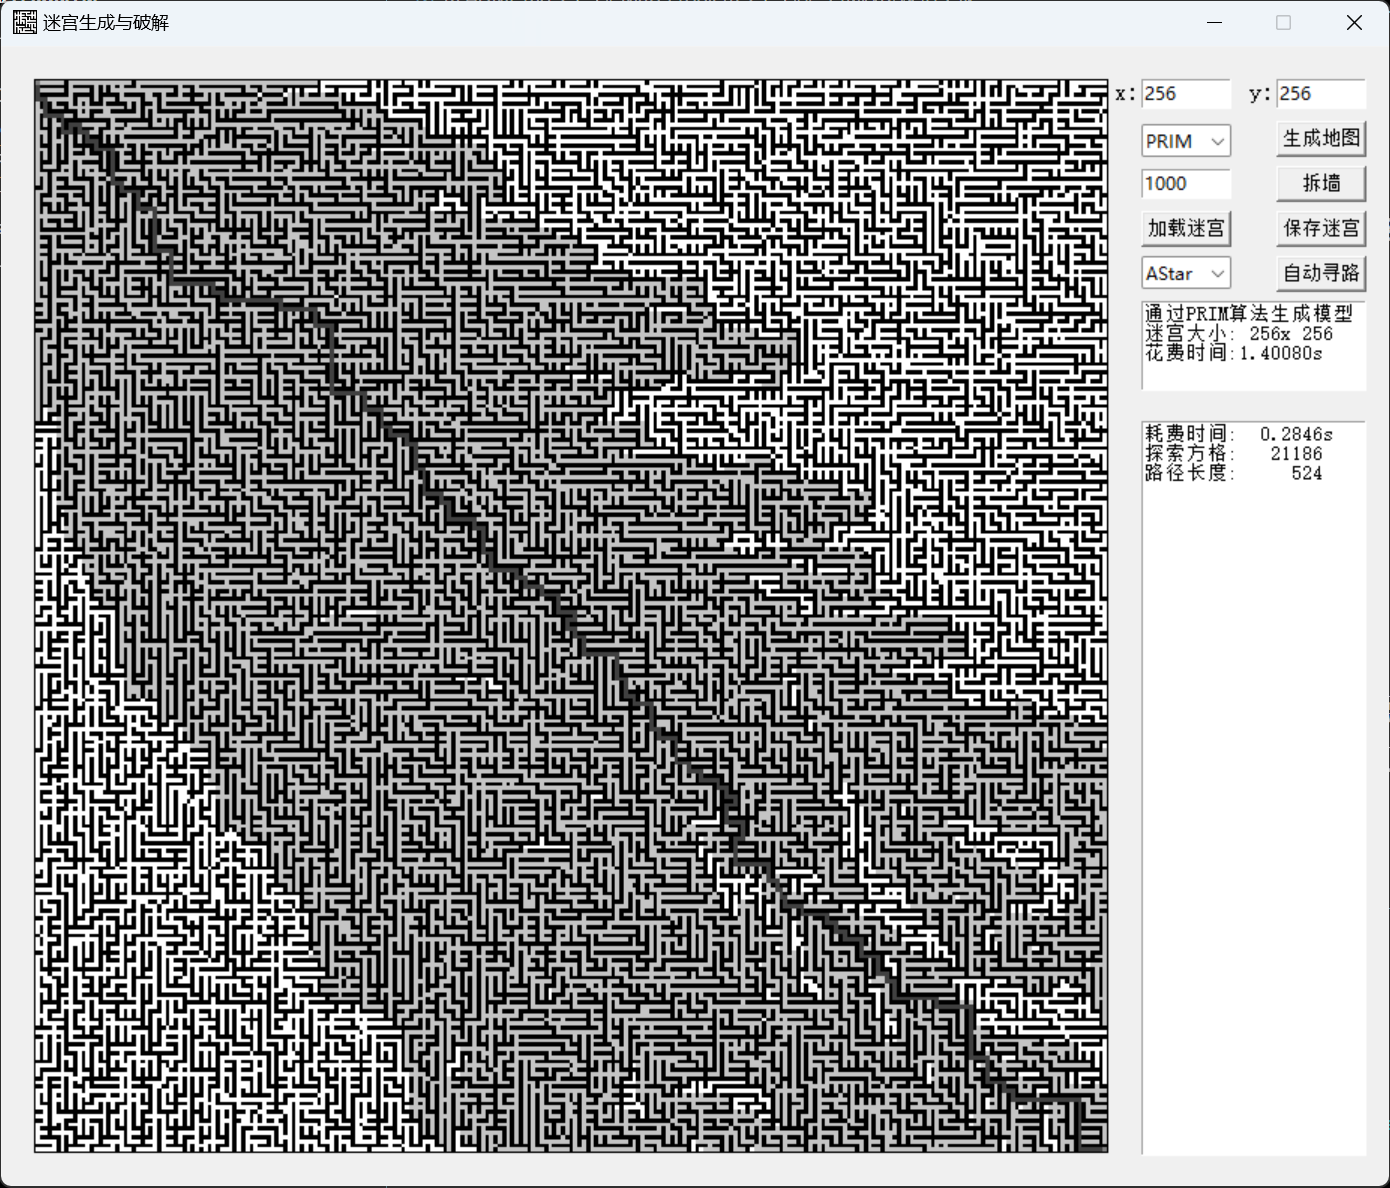 迷宫生成与破解
x: 256 y: 256
PRIM 生成地图
1000 拆墙
加载迷宫 保存迷宫
AStar 自动寻路
通过PRIM算法生成模型
迷宫大小: 256x 256
花费时间:1.40080s
耗费时间: 0.2846s
探索方格: 21186
路径长度: 524